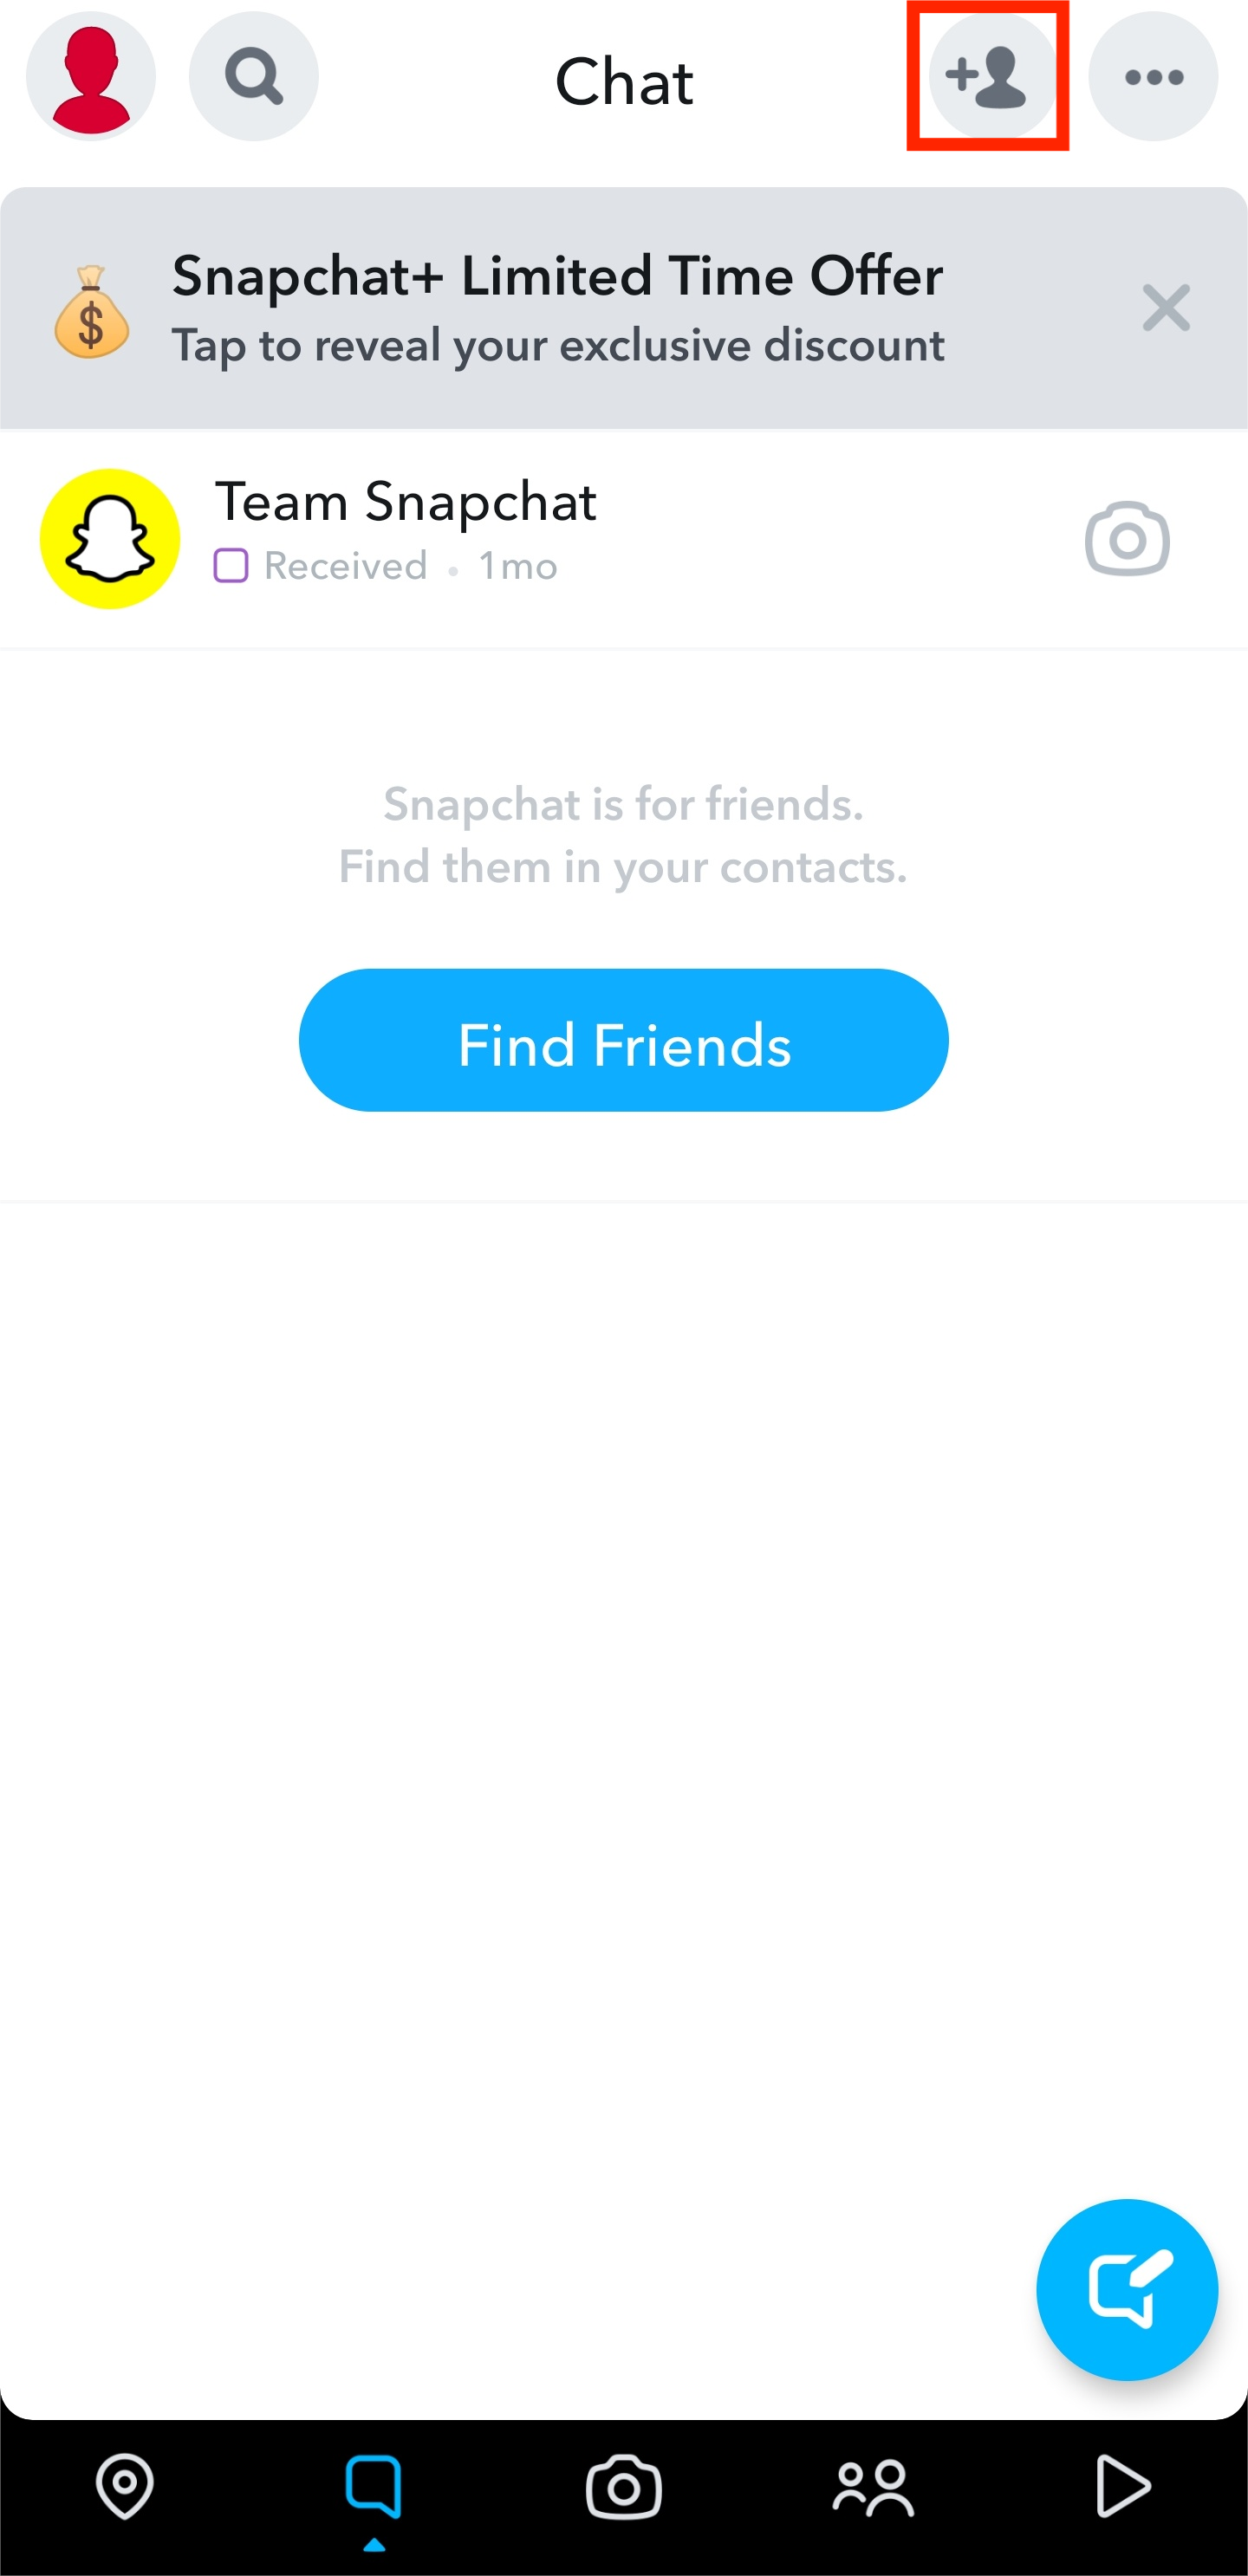 Chat
Snapchat+ Limited Time Offer
Tap to reveal your exclusive discount
Team Snapchat
Received • 1mo
Snapchat is for friends.
Find them in your contacts.
Find Friends